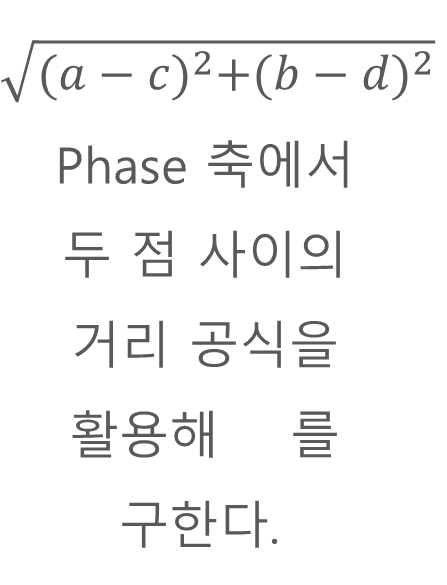 √(a − c)²+(b − d)²
Phase 축에서
두 점 사이의
거리 공식을
활용해 를
구한다.